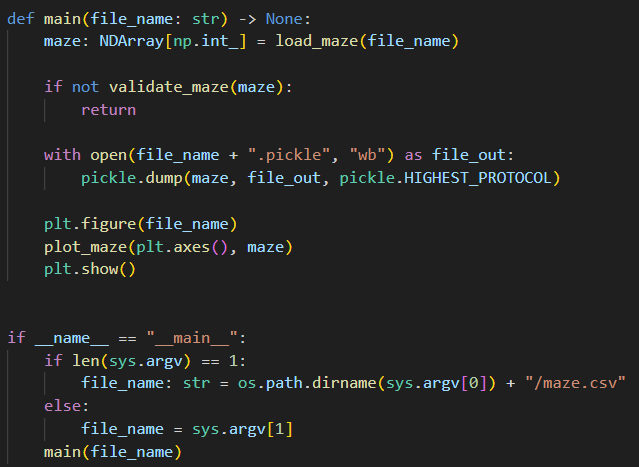 def main(file_name: str) -> None:
    maze: NDArray[np.int_] = load_maze(file_name)

    if not validate_maze(maze):
        return

    with open(file_name + ".pickle", "wb") as file_out:
        pickle.dump(maze, file_out, pickle.HIGHEST_PROTOCOL)

    plt.figure(file_name)
    plot_maze(plt.axes(), maze)
    plt.show()


if __name__ == "__main__":
    if len(sys.argv) == 1:
        file_name: str = os.path.dirname(sys.argv[0]) + "/maze.csv"
    else:
        file_name = sys.argv[1]
    main(file_name)